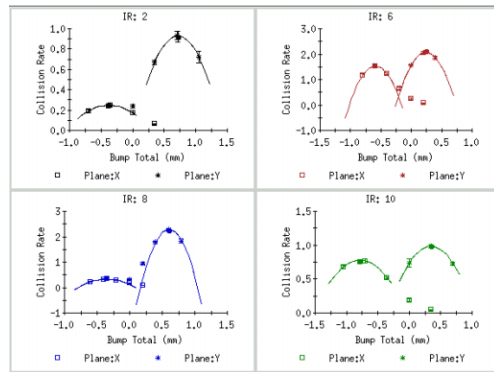 IR: 2
1.0
0.8
0.6
0.4
0.2
0.0
Collision Rate
-1.5 -1.0 -0.5 0.0 0.5 1.0 1.5
Bump Total (mm)
Plane:X Plane:Y
IR: 6
3.0
2.0
1.0
0.0
-1.0
Collision Rate
-1.5 -1.0 -0.5 0.0 0.5 1.0
Bump Total (mm)
Plane:X Plane:Y
IR: 8
3
2
1
0
-1
Collision Rate
-1.0 -0.5 0.0 0.5 1.0 1.5
Bump Total (mm)
Plane:X Plane:Y
IR: 10
1.5
1.0
0.5
0.0
Collision Rate
-1.5 -1.0 -0.5 0.0 0.5 1.0
Bump Total (mm)
Plane:X Plane:Y